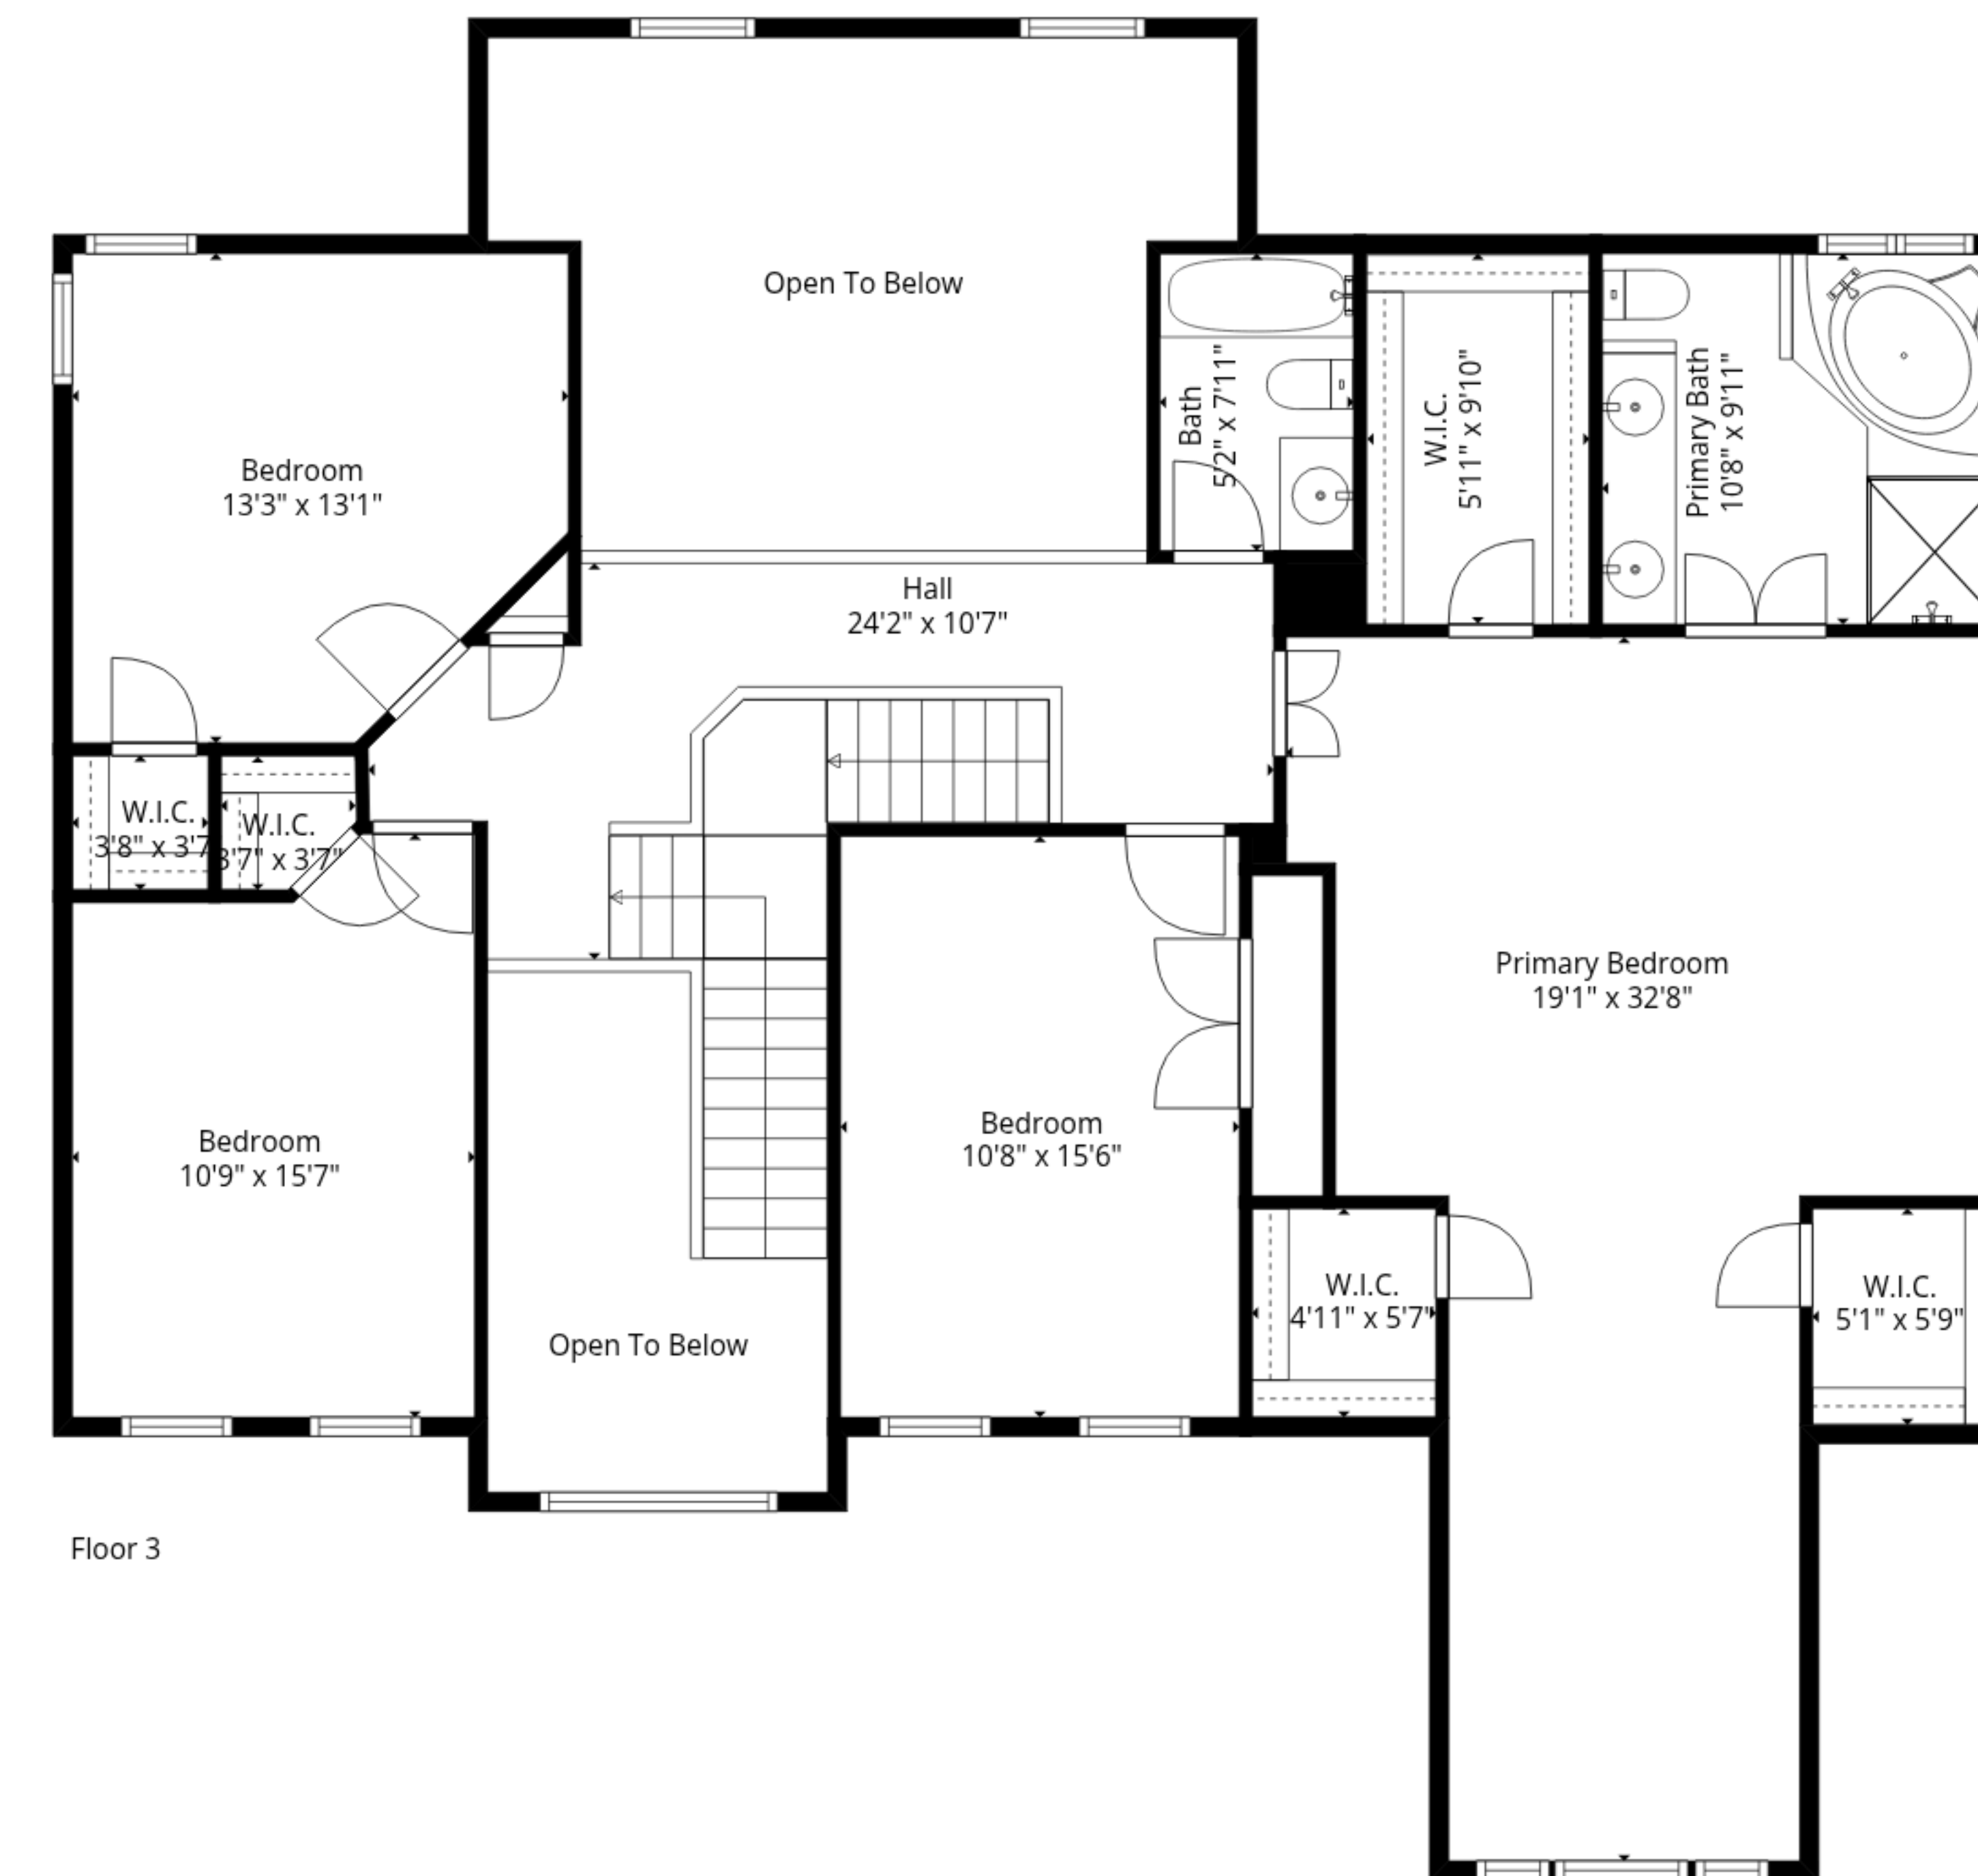 Open To Below
Bedroom
13'3" x 13'1"
Bath
5'2" x 7'11"
W.I.C.
5'11" x 9'10"
Primary Bath
10'8" x 9'11"
Hall
24'2" x 10'7"
W.I.C.
3'8" x 3'7
W.I.C.
3'7" x 3'7"
Primary Bedroom
19'1" x 32'8"
Bedroom
10'9" x 15'7"
Bedroom
10'8" x 15'6"
Open To Below
W.I.C.
4'11" x 5'7"
W.I.C.
5'1" x 5'9"
Floor 3